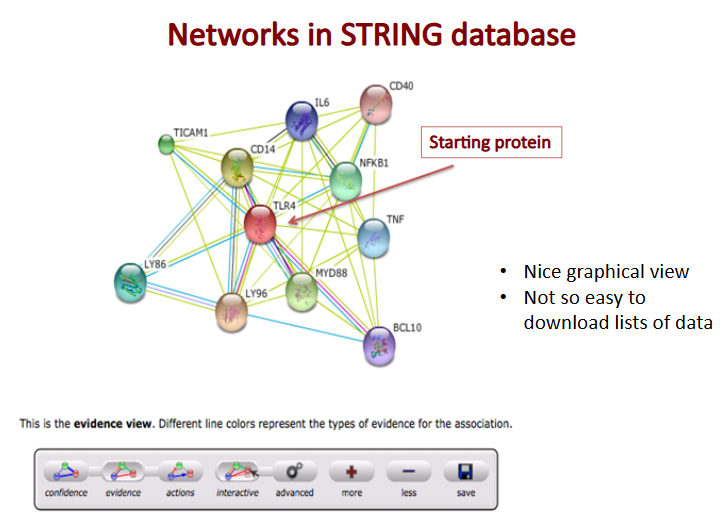 Networks in STRING database
CD40
IL6
TICAM1
CD14
Starting protein
NFKB1
TLR4
TNF
LY86
MYD88
LY96
BCL10
• Nice graphical view
• Not so easy to
download lists of data
This is the evidence view. Different line colors represent the types of evidence for the association.
confidence evidence actions interactive advanced more less save